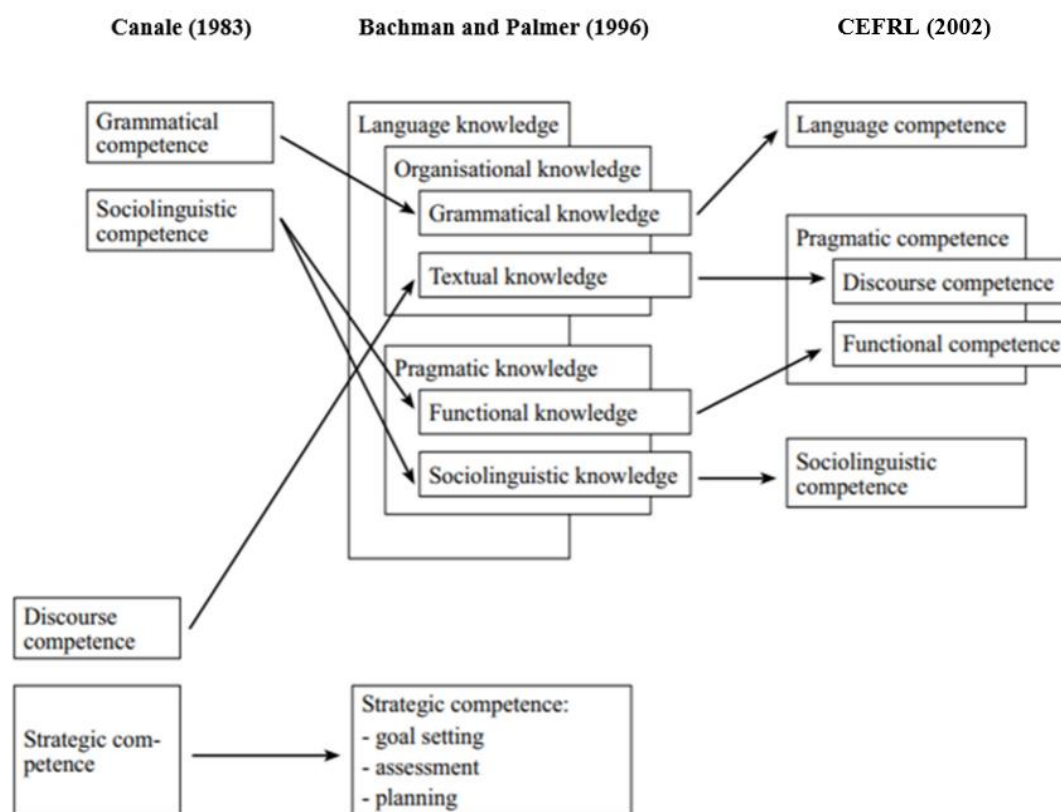 Canale (1983)
Bachman and Palmer (1996)
CEFRL (2002)
Grammatical
competence
Sociolinguistic
competence
Discourse
competence
Strategic com-
petence
Language knowledge
Organisational knowledge
Grammatical knowledge
Textual knowledge
Pragmatic knowledge
Functional knowledge
Sociolinguistic knowledge
Strategic competence:
- goal setting
- assessment
- planning
Language competence
Pragmatic competence
Discourse competence
Functional competence
Sociolinguistic
competence